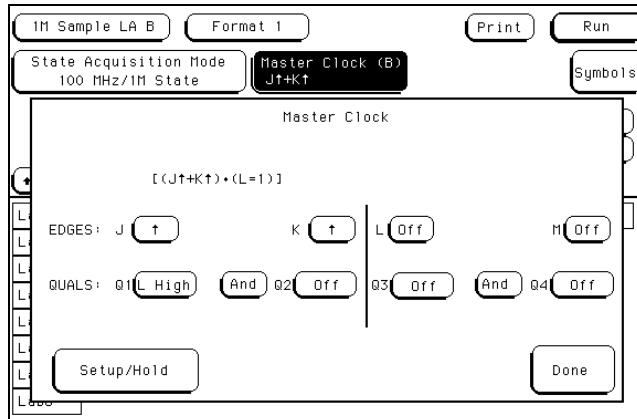 1M Sample LA B Format 1 Print Run
State Acquisition Mode
100 MHz/1M State
Master Clock (B)
J↑+K↑
Symbols
Master Clock
[(J↑+K↑)•(L=1)]
EDGES: J ↑ K ↑ L Off M Off
QUALS: Q1 L High And Q2 Off Q3 Off And Q4 Off
Setup/Hold Done